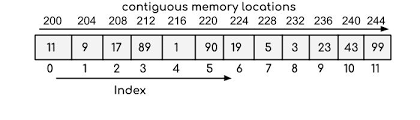 contiguous memory locations
200 204 208 212 216 220 224 228 232 236 240 244
11 9 17 89 1 90 19 5 3 23 43 99
0 1 2 3 4 5 6 7 8 9 10 11
Index